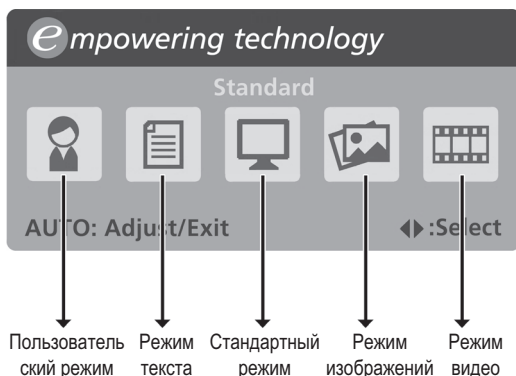 empowering technology
Standard
AUTO: Adjust/Exit :Select
Пользователь Режим Стандартный Режим Режим
ский режим текста режим изображений видео